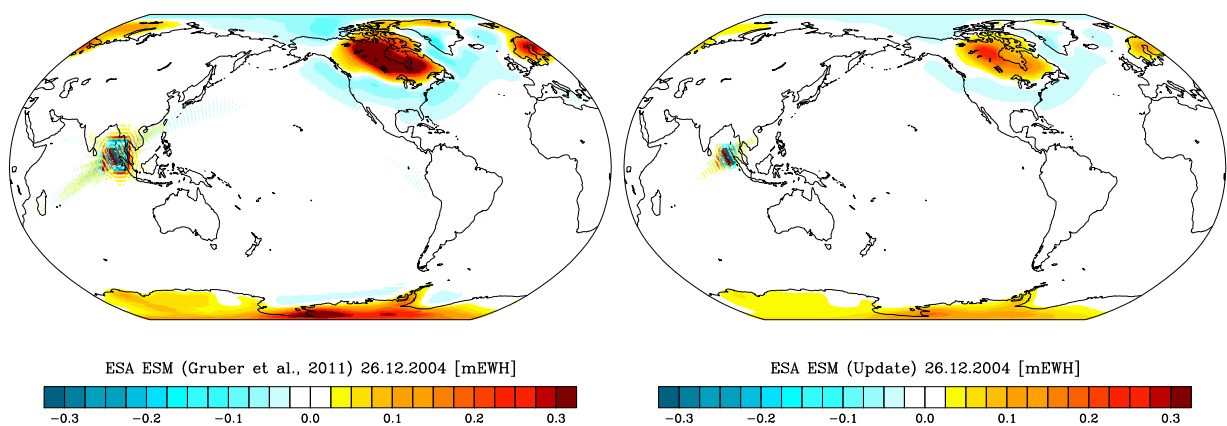 ESA ESM (Gruber et al., 2011) 26.12.2004 [mEWH]
−0.3 −0.2 −0.1 0.0 0.1 0.2 0.3
ESA ESM (Update) 26.12.2004 [mEWH]
−0.3 −0.2 −0.1 0.0 0.1 0.2 0.3